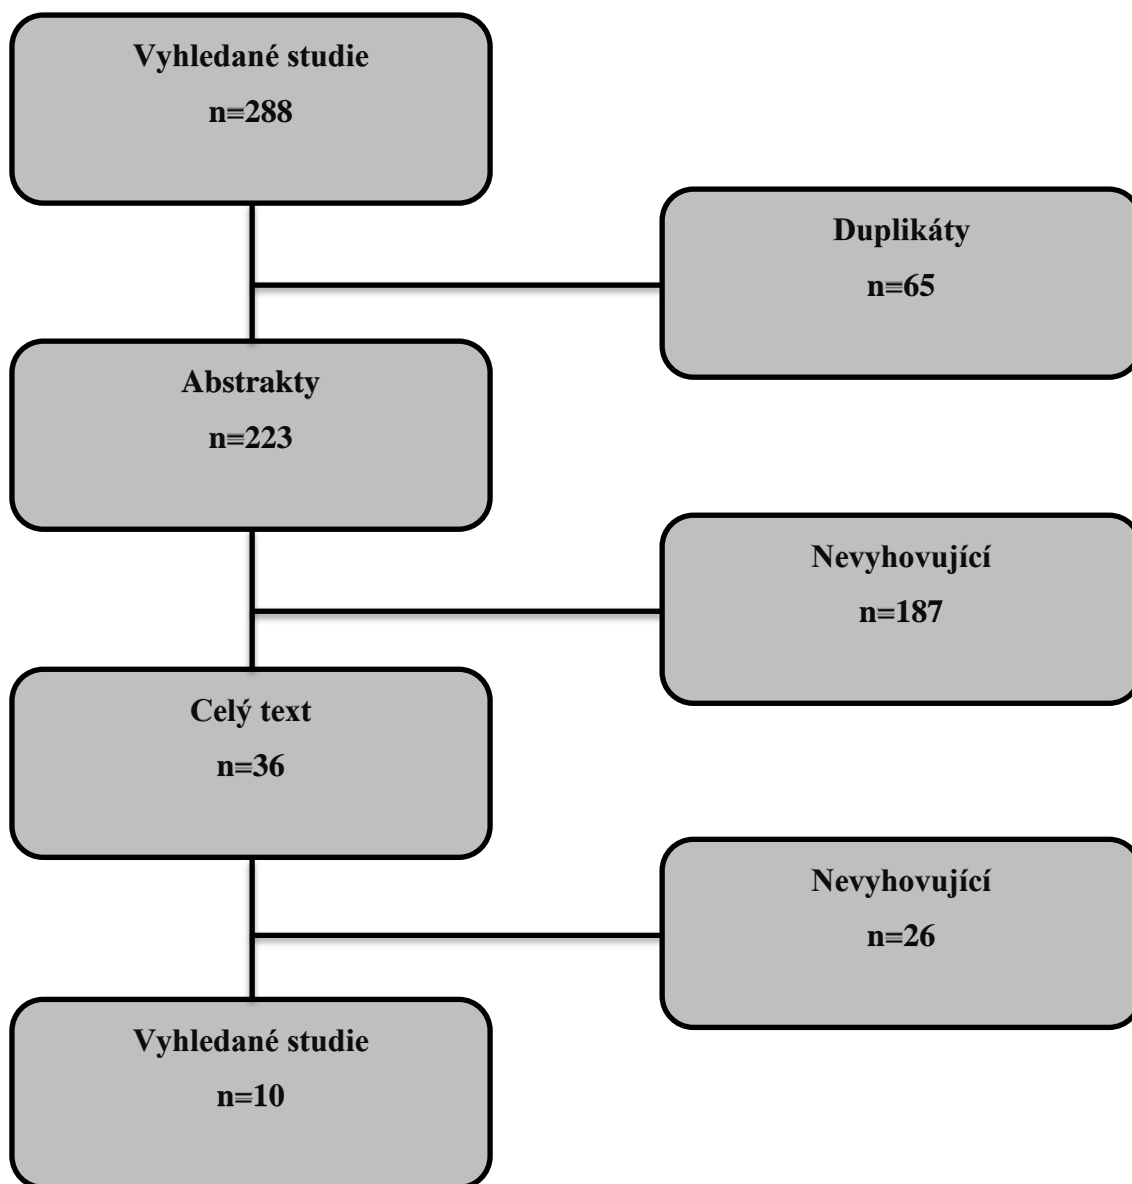 Vyhledané studie
n=288
Duplikáty
n=65
Abstrakty
n=223
Nevyhovující
n=187
Celý text
n=36
Nevyhovující
n=26
Vyhledané studie
n=10